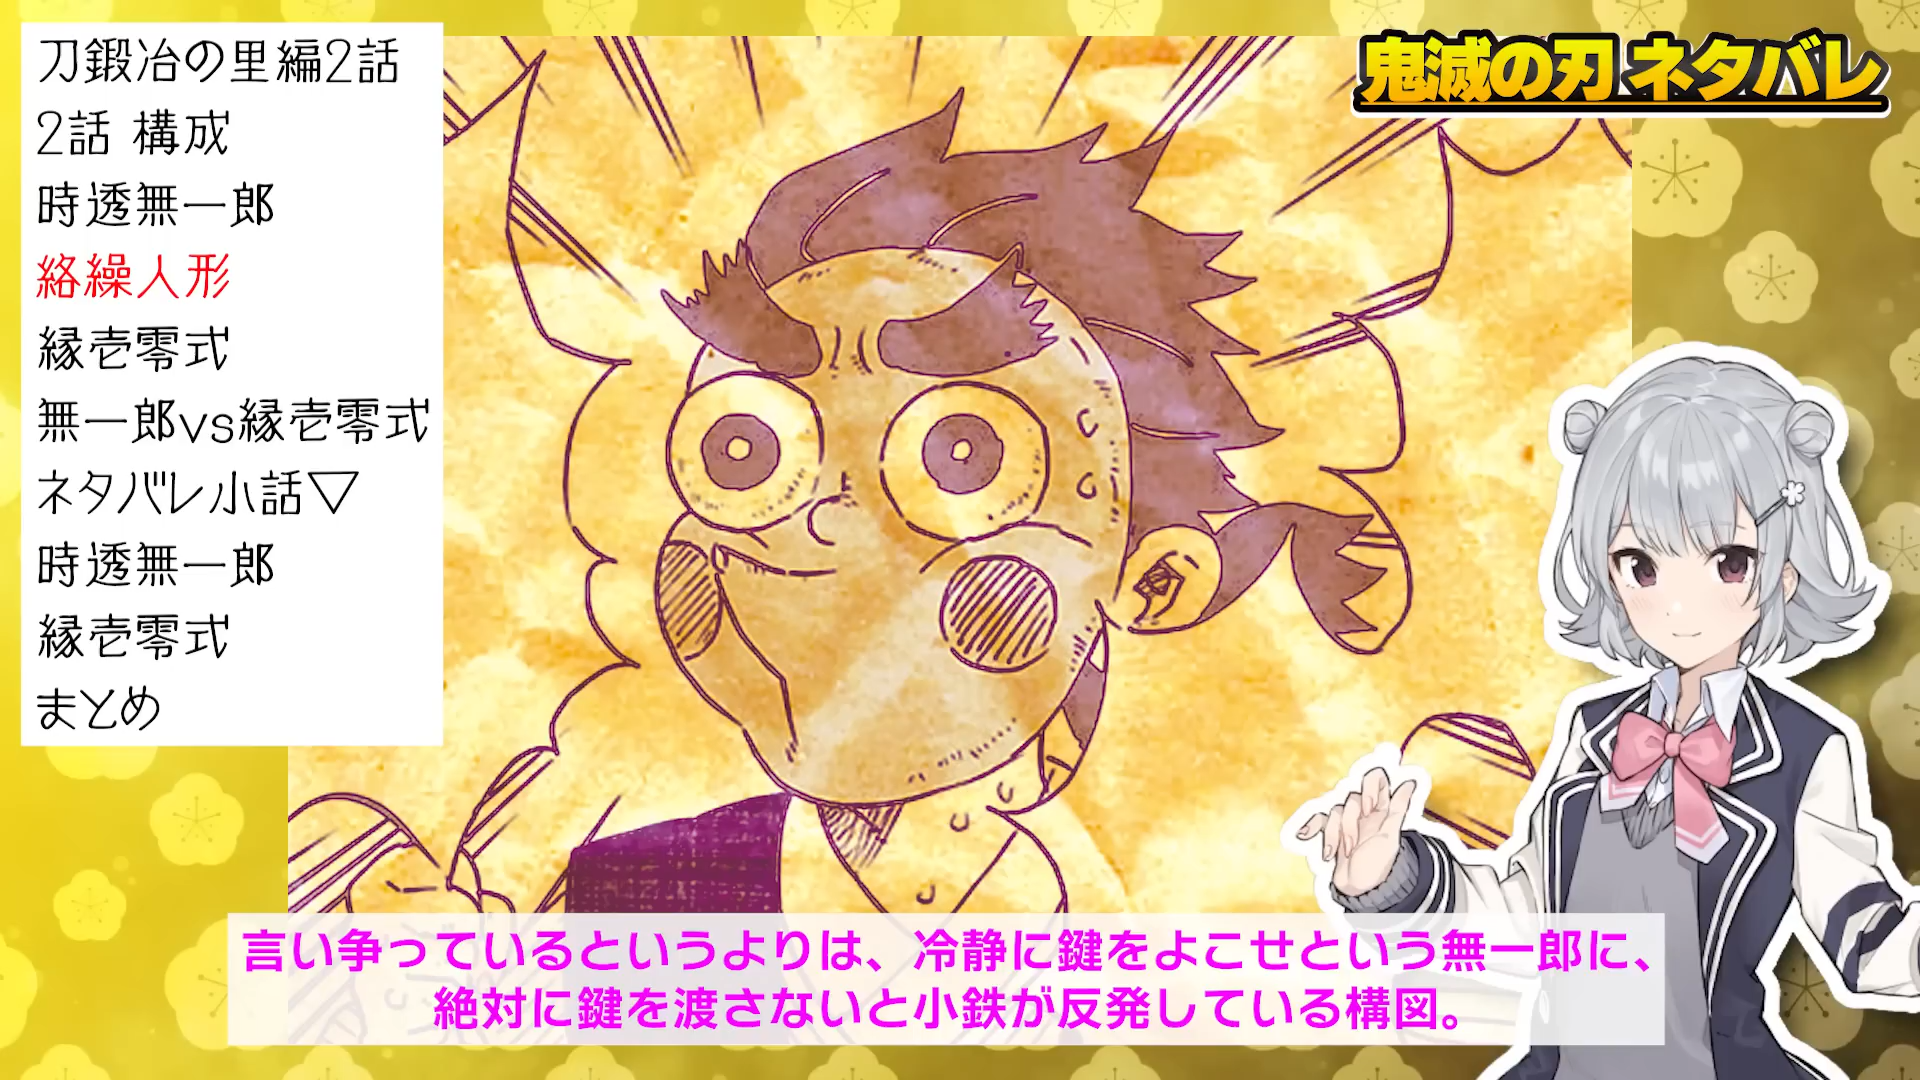 刀鍛冶の里編2話
2話 構成
時透無一郎
絡繰人形
縁壱零式
無一郎vs縁壱零式
ネタバレ小話▽
時透無一郎
縁壱零式
まとめ
鬼滅の刃 ネタバレ
言い争っているというよりは、冷静に鍵をよこせという無一郎に、
絶対に鍵を渡さないと小鉄が反発している構図。